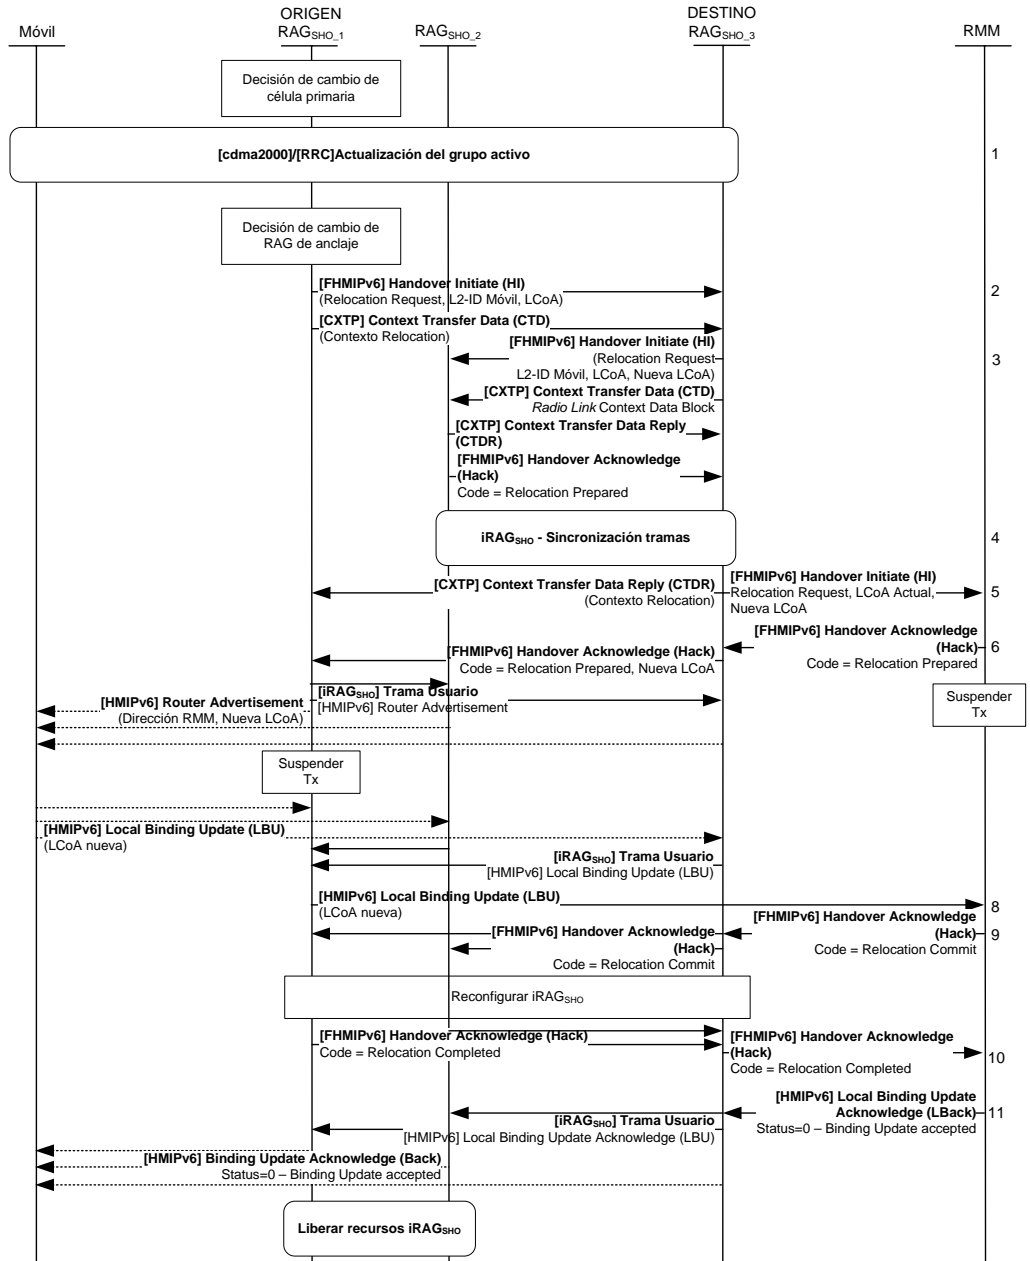 Móvil
ORIGEN
RAGSHO_1
RAGSHO_2
DESTINO
RAGSHO_3
RMM
Decisión de cambio de
célula primaria
[cdma2000]/[RRC]Actualización del grupo activo
1
Decisión de cambio de
RAG de anclaje
[FHMIPv6] Handover Initiate (HI)
(Relocation Request, L2-ID Móvil, LCoA)
2
[CXTP] Context Transfer Data (CTD)
(Contexto Relocation)
[FHMIPv6] Handover Initiate (HI)
(Relocation Request
L2-ID Móvil, LCoA, Nueva LCoA)
3
[CXTP] Context Transfer Data (CTD)
Radio Link Context Data Block
[CXTP] Context Transfer Data Reply
(CTDR)
[FHMIPv6] Handover Acknowledge
(Hack)
Code = Relocation Prepared
iRAGSHO - Sincronización tramas
4
[CXTP] Context Transfer Data Reply (CTDR)
(Contexto Relocation)
[FHMIPv6] Handover Initiate (HI)
Relocation Request, LCoA Actual,
Nueva LCoA
5
[FHMIPv6] Handover Acknowledge
(Hack)
Code = Relocation Prepared
6
[FHMIPv6] Handover Acknowledge (Hack)
Code = Relocation Prepared, Nueva LCoA
[iRAGSHO] Trama Usuario
[HMIPv6] Router Advertisement
[HMIPv6] Router Advertisement
(Dirección RMM, Nueva LCoA)
Suspender
Tx
Suspender
Tx
[HMIPv6] Local Binding Update (LBU)
(LCoA nueva)
[iRAGSHO] Trama Usuario
[HMIPv6] Local Binding Update (LBU)
[HMIPv6] Local Binding Update (LBU)
(LCoA nueva)
8
[FHMIPv6] Handover Acknowledge
(Hack)
Code = Relocation Commit
9
[FHMIPv6] Handover Acknowledge
(Hack)
Code = Relocation Commit
Reconfigurar iRAGSHO
[FHMIPv6] Handover Acknowledge (Hack)
Code = Relocation Completed
[FHMIPv6] Handover Acknowledge
(Hack)
Code = Relocation Completed
10
[HMIPv6] Local Binding Update
Acknowledge (LBack)
Status=0 – Binding Update accepted
11
[iRAGSHO] Trama Usuario
[HMIPv6] Local Binding Update Acknowledge (LBU)
[HMIPv6] Binding Update Acknowledge (Back)
Status=0 – Binding Update accepted
Liberar recursos iRAGSHO